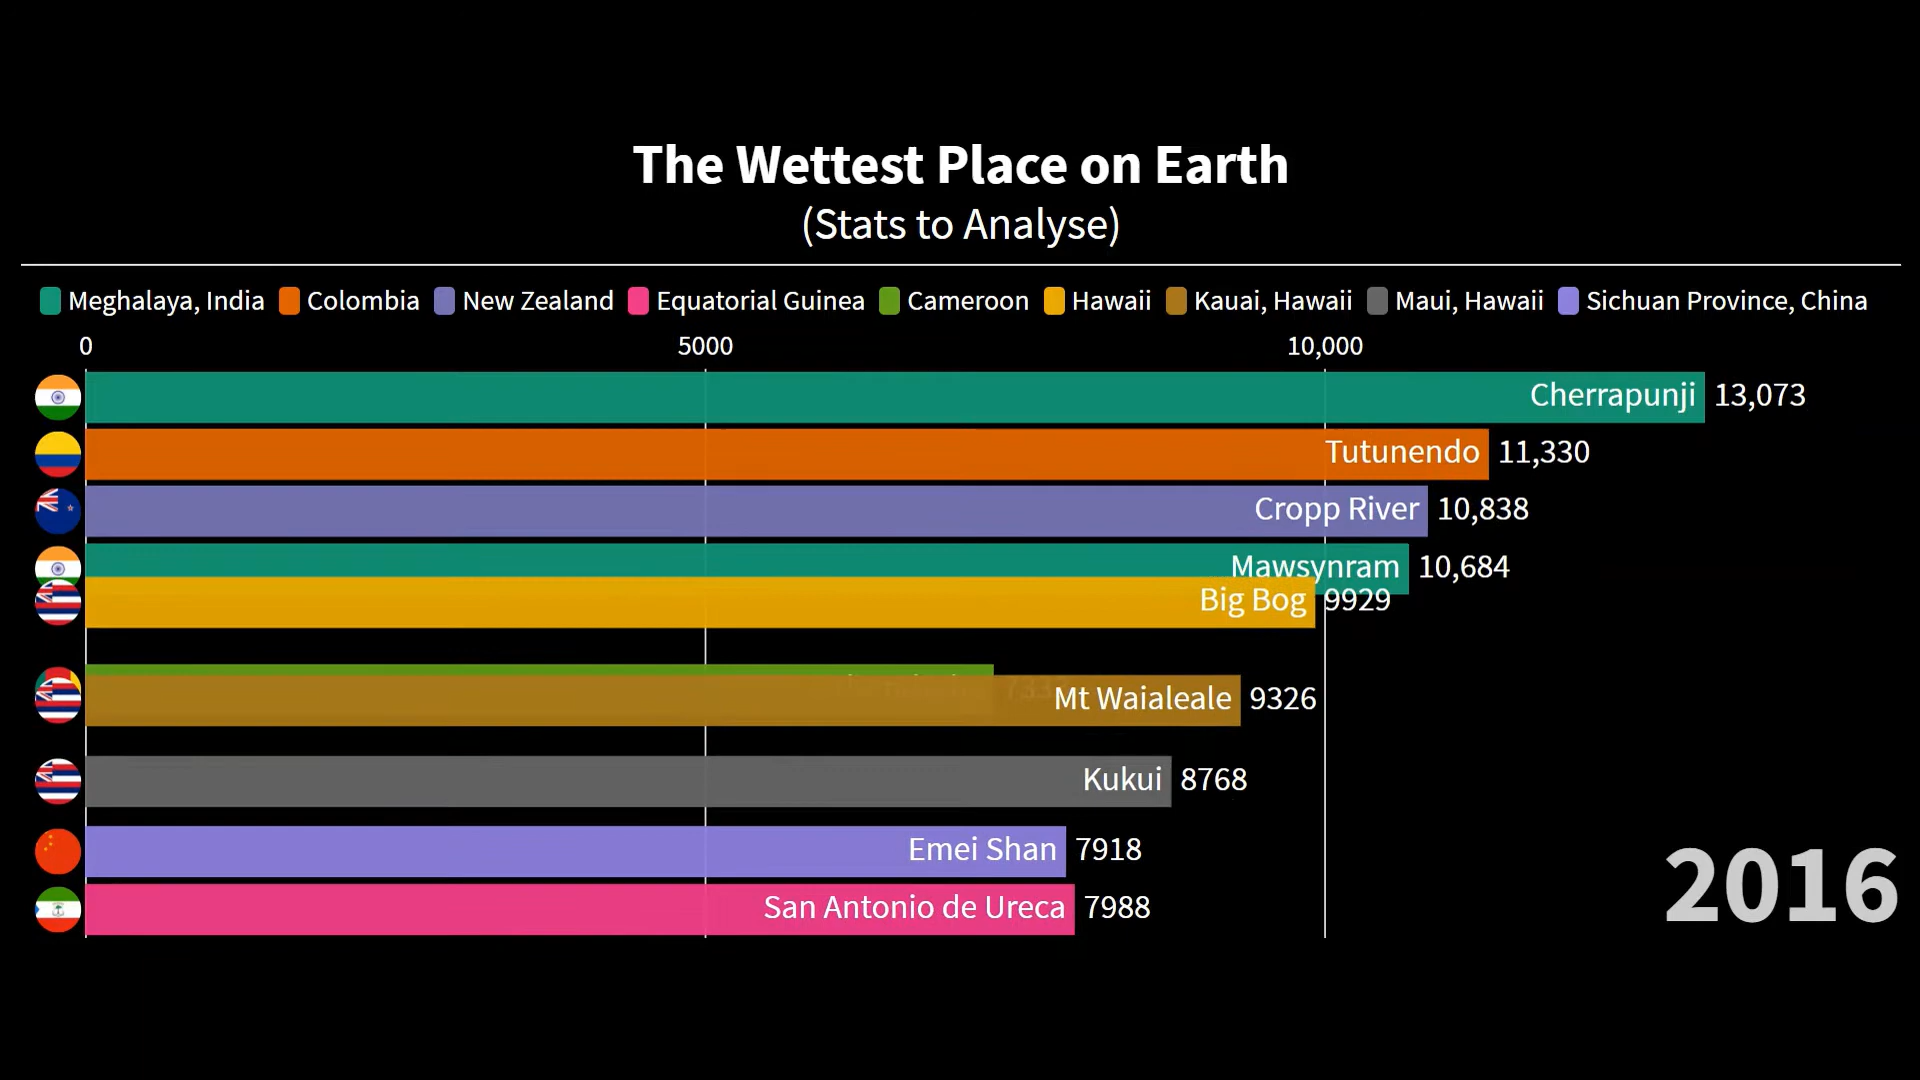 The Wettest Place on Earth
(Stats to Analyse)
Meghalaya, India Colombia New Zealand Equatorial Guinea Cameroon Hawaii Kauai, Hawaii Maui, Hawaii Sichuan Province, China
0 5000 10,000
Cherrapunji 13,073
Tutunendo 11,330
Cropp River 10,838
Mawsynram 10,684
Big Bog 9929
Mt Waialeale 9326
Kukui 8768
Emei Shan 7918
San Antonio de Ureca 7988
2016